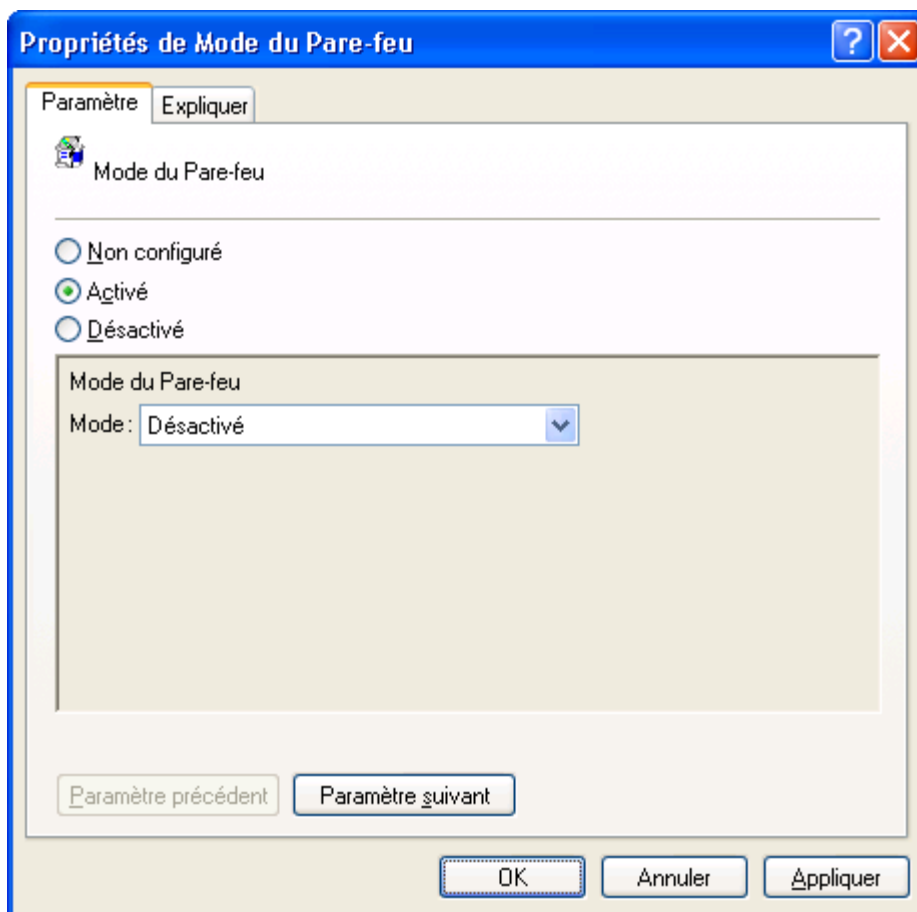 Propriétés de Mode du Pare-feu
Paramètre Expliquer
Mode du Pare-feu
Non configuré
Activé
Désactivé
Mode du Pare-feu
Mode : Désactivé
Paramètre précédent Paramètre suivant
OK Annuler Appliquer